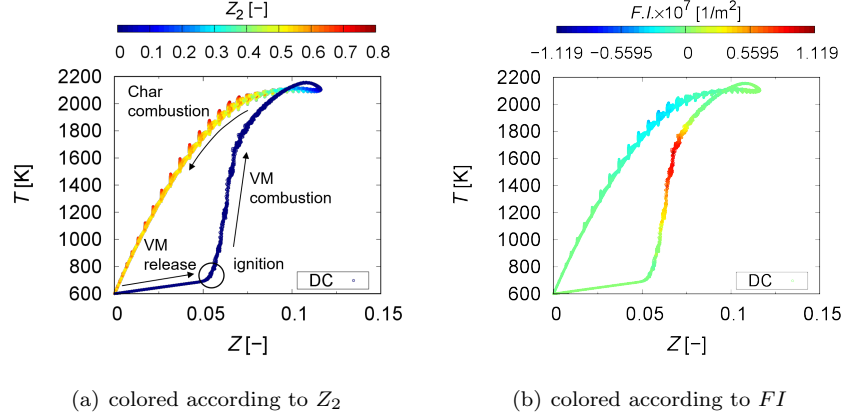 Z2 [-]
0 0.1 0.2 0.3 0.4 0.5 0.6 0.7 0.8
2200
2000
1800
1600
1400
1200
1000
800
600
T [K]
Char
combustion
VM
combustion
VM
release
ignition
DC
0 0.05 0.10 0.15
Z [-]
(a) colored according to Z2
F.I.×10^7 [1/m²]
−1.119 −0.5595 0 0.5595 1.119
2200
2000
1800
1600
1400
1200
1000
800
600
T [K]
DC
0 0.05 0.1 0.15
Z [-]
(b) colored according to FI